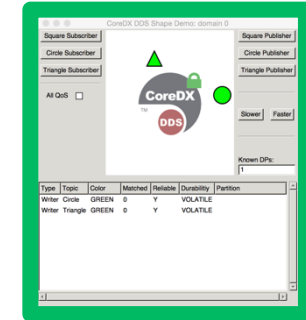 CoreDX DDS Shape Demo: domain 0
Square Subscriber
Square Publisher
Circle Subscriber
Circle Publisher
Triangle Subscriber
Triangle Publisher
All QoS
CoreDX
TM
DDS
Slower Faster
Known DPs:
1
Type Topic Color Matched Reliable Durability Partition
Writer Circle GREEN 0 Y VOLATILE
Writer Triangle GREEN 0 Y VOLATILE